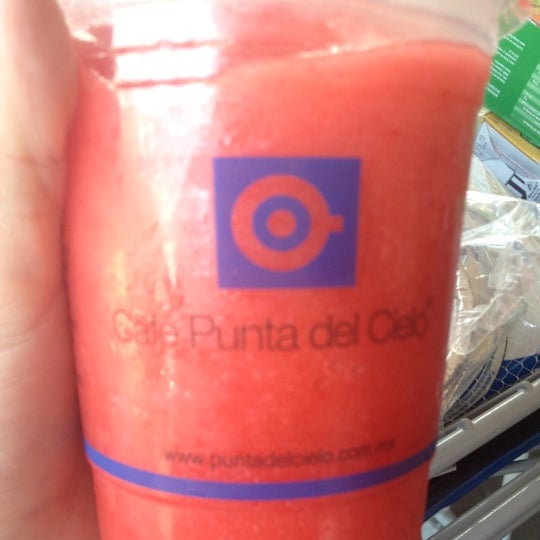 Café Punta del Cielo®
www.puntadelcielo.com.mx